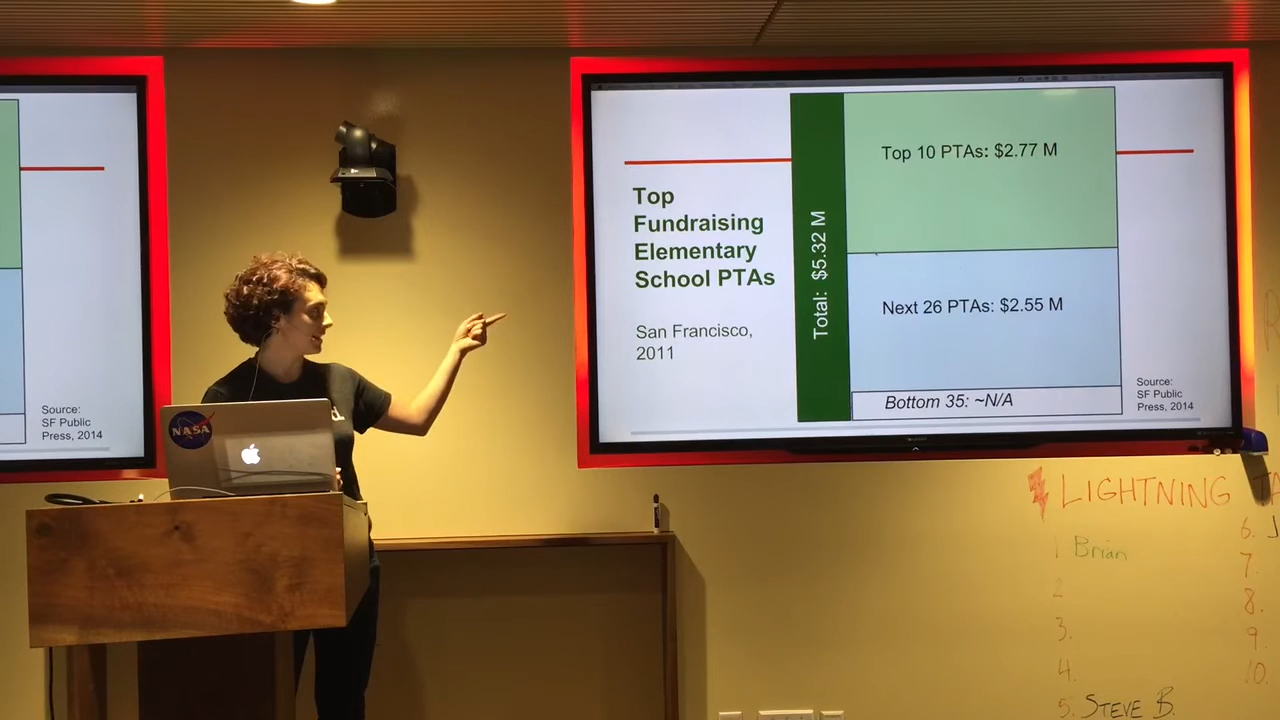 Top 10 PTAs: $2.77 M
Top
Fundraising
Elementary
School PTAs
Total: $5.32 M
Next 26 PTAs: $2.55 M
San Francisco,
2011
Bottom 35: ~N/A
Source:
SF Public
Press, 2014
Source:
SF Public
Press, 2014
NASA
LIGHTNING
1 Brian
2
3.
4.
5. STEVE B.
6. J
7.
8.
9.
10.